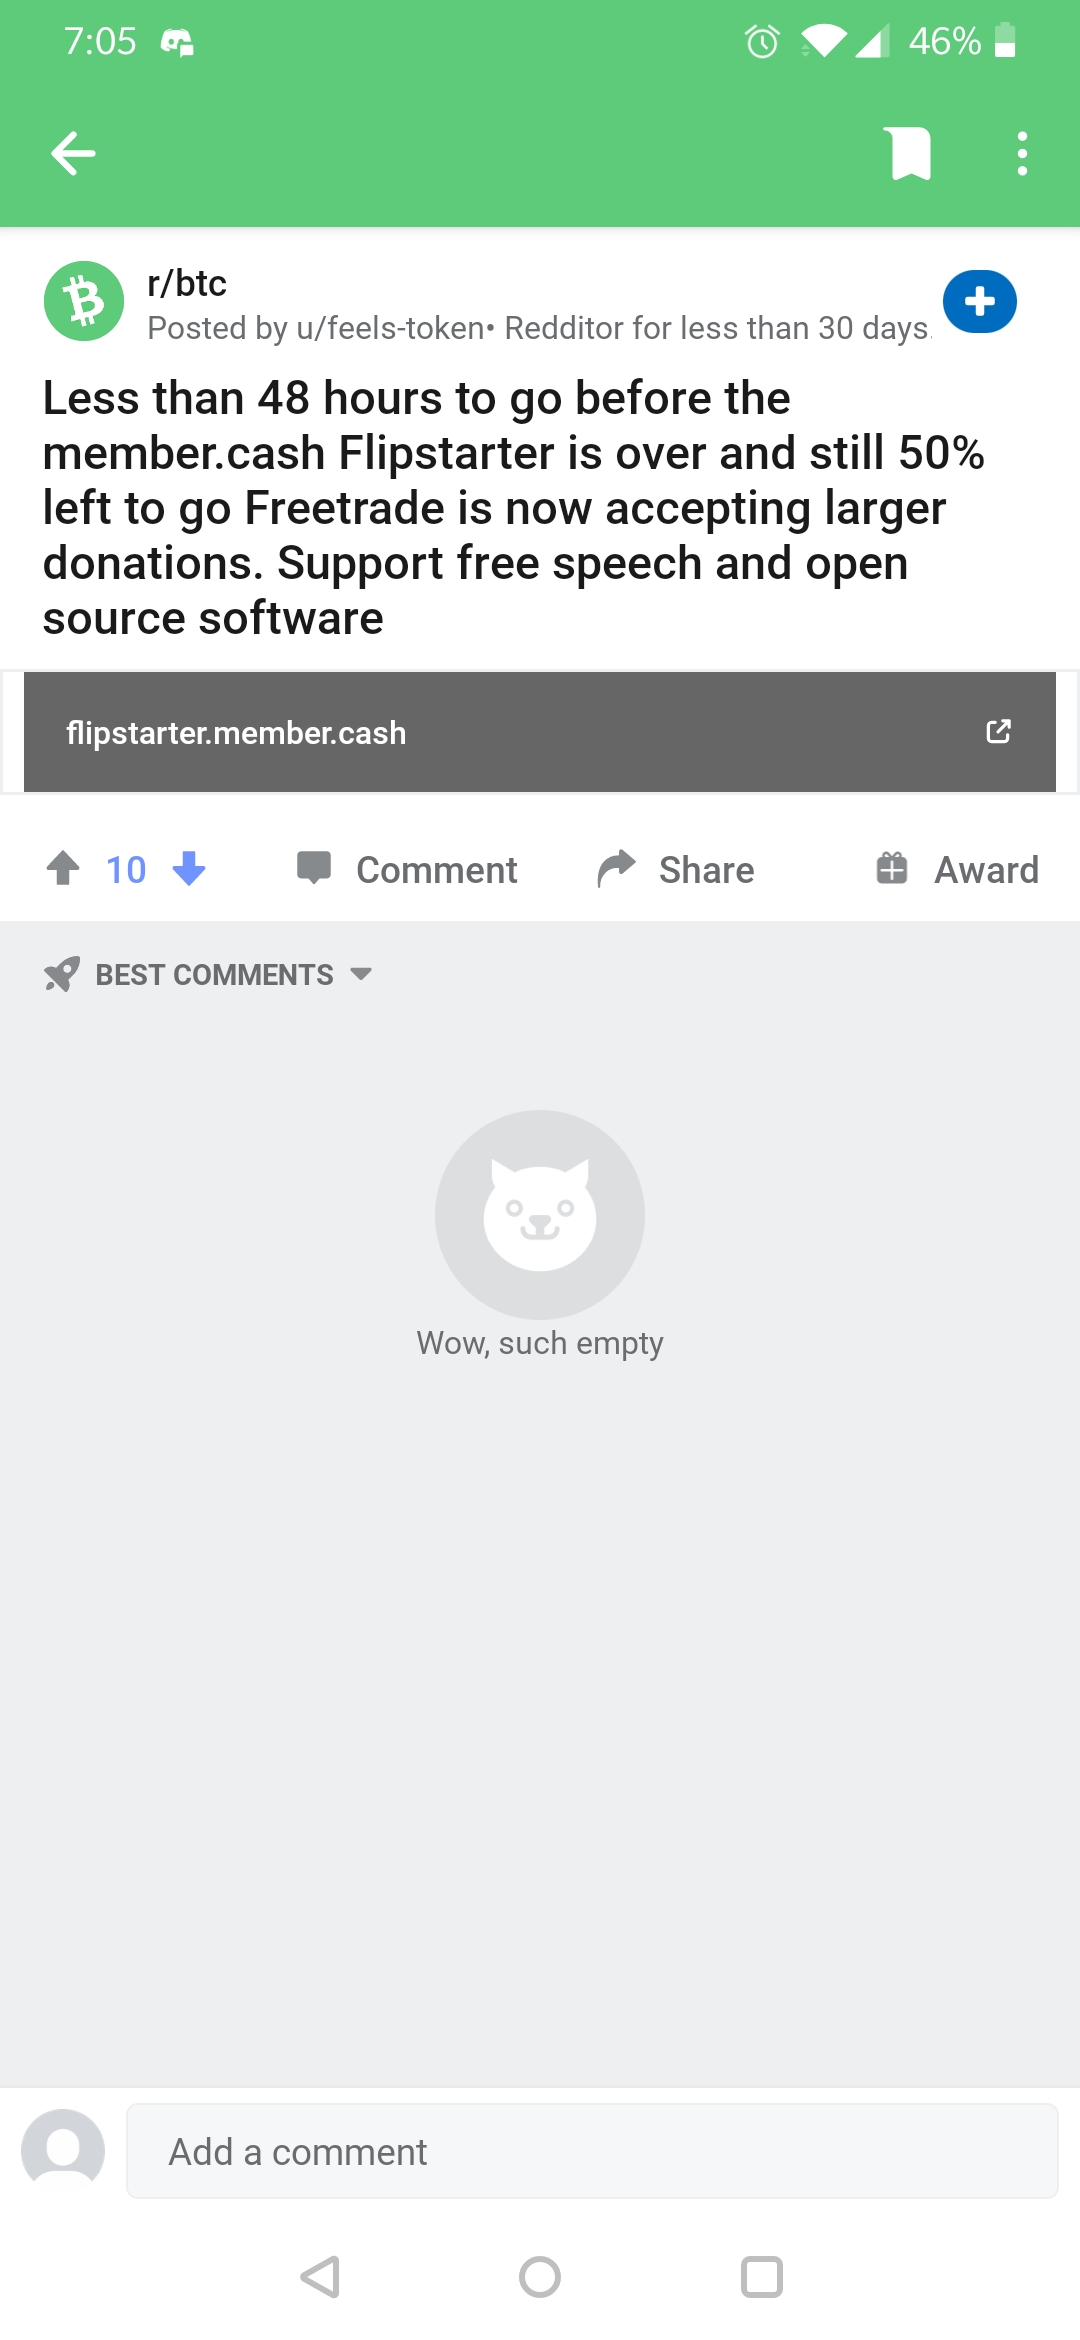 7:05
46%
r/btc
Posted by u/feels-token• Redditor for less than 30 days.
Less than 48 hours to go before the
member.cash Flipstarter is over and still 50%
left to go Freetrade is now accepting larger
donations. Support free speech and open
source software
flipstarter.member.cash
10 Comment Share Award
BEST COMMENTS
Wow, such empty
Add a comment